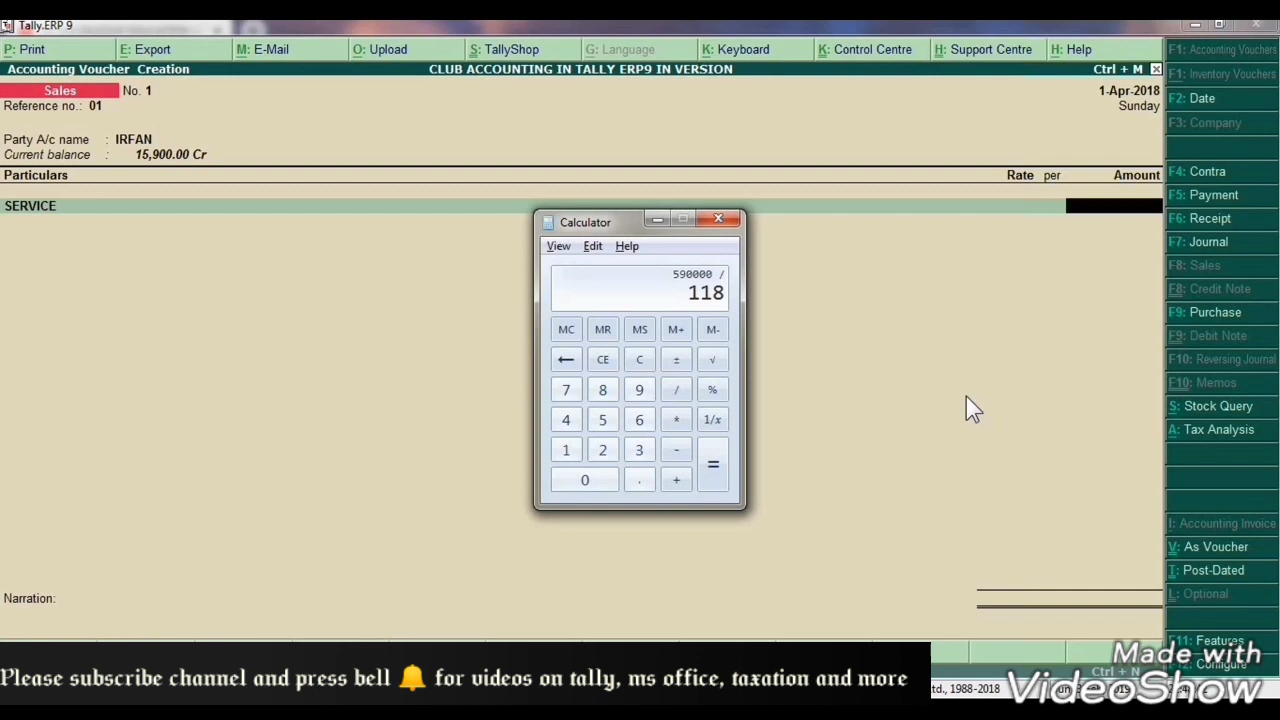 Tally.ERP 9
P: Print E: Export M: E-Mail O: Upload S: TallyShop G: Language K: Keyboard K: Control Centre H: Support Centre H: Help
Accounting Voucher Creation CLUB ACCOUNTING IN TALLY ERP9 IN VERSION Ctrl + M
Sales No. 1 1-Apr-2018
Reference no.: 01 Sunday
Party A/c name : IRFAN
Current balance : 15,900.00 Cr
Particulars Rate per Amount
SERVICE
Calculator
View Edit Help
590000 /
118
MC MR MS M+ M-
← CE C ± √
7 8 9 / %
4 5 6 * 1/x
1 2 3 - =
0 . +
Narration:
F1: Accounting Vouchers
F1: Inventory Vouchers
F2: Date
F3: Company
F4: Contra
F5: Payment
F6: Receipt
F7: Journal
F8: Sales
F8: Credit Note
F9: Purchase
F9: Debit Note
F10: Reversing Journal
F10: Memos
S: Stock Query
A: Tax Analysis
I: Accounting Invoice
V: As Voucher
T: Post-Dated
L: Optional
F11: Features
F12: Configure
Ctrl + N
Ltd., 1988-2018
Please subscribe channel and press bell 🔔 for videos on tally, ms office, taxation and more
Made with
VideoShow